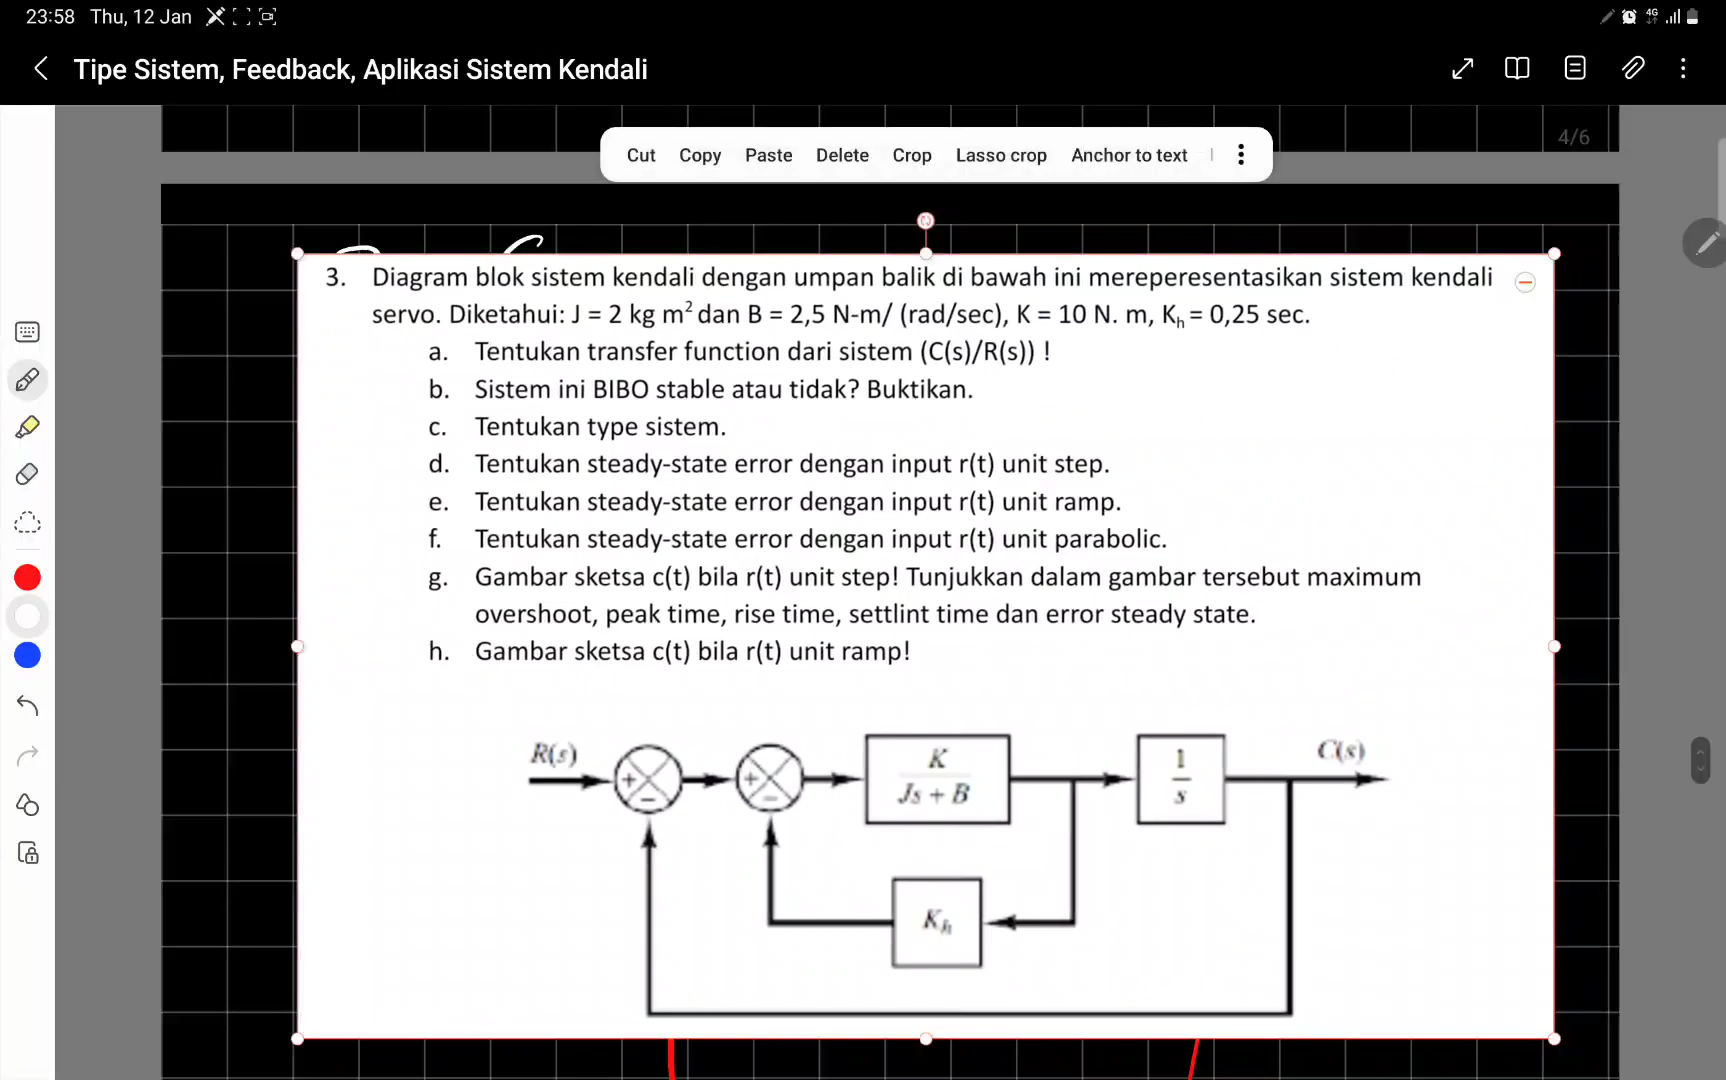 23:58 Thu, 12 Jan
4G
Tipe Sistem, Feedback, Aplikasi Sistem Kendali
4/6
Cut Copy Paste Delete Crop Lasso crop Anchor to text
3. Diagram blok sistem kendali dengan umpan balik di bawah ini mereperesentasikan sistem kendali
servo. Diketahui: J = 2 kg m² dan B = 2,5 N-m/ (rad/sec), K = 10 N. m, Kₕ = 0,25 sec.
a. Tentukan transfer function dari sistem (C(s)/R(s)) !
b. Sistem ini BIBO stable atau tidak? Buktikan.
c. Tentukan type sistem.
d. Tentukan steady-state error dengan input r(t) unit step.
e. Tentukan steady-state error dengan input r(t) unit ramp.
f. Tentukan steady-state error dengan input r(t) unit parabolic.
g. Gambar sketsa c(t) bila r(t) unit step! Tunjukkan dalam gambar tersebut maximum
overshoot, peak time, rise time, settlint time dan error steady state.
h. Gambar sketsa c(t) bila r(t) unit ramp!
R(s)
+
−
+
−
K
Js + B
1
s
C(s)
Kₕ